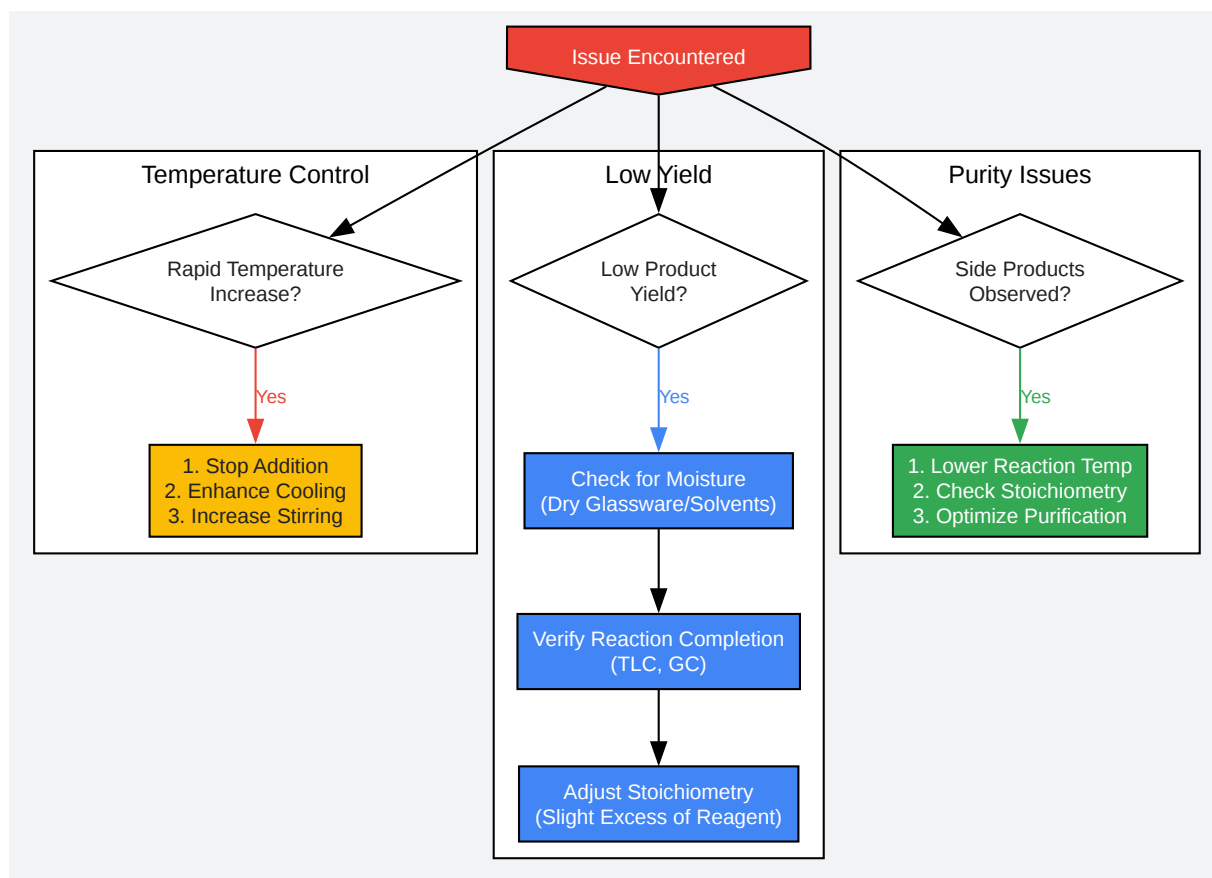 Issue Encountered
Temperature Control
Rapid Temperature
Increase?
Yes
1. Stop Addition
2. Enhance Cooling
3. Increase Stirring
Low Yield
Low Product
Yield?
Yes
Check for Moisture
(Dry Glassware/Solvents)
Verify Reaction Completion
(TLC, GC)
Adjust Stoichiometry
(Slight Excess of Reagent)
Purity Issues
Side Products
Observed?
Yes
1. Lower Reaction Temp
2. Check Stoichiometry
3. Optimize Purification